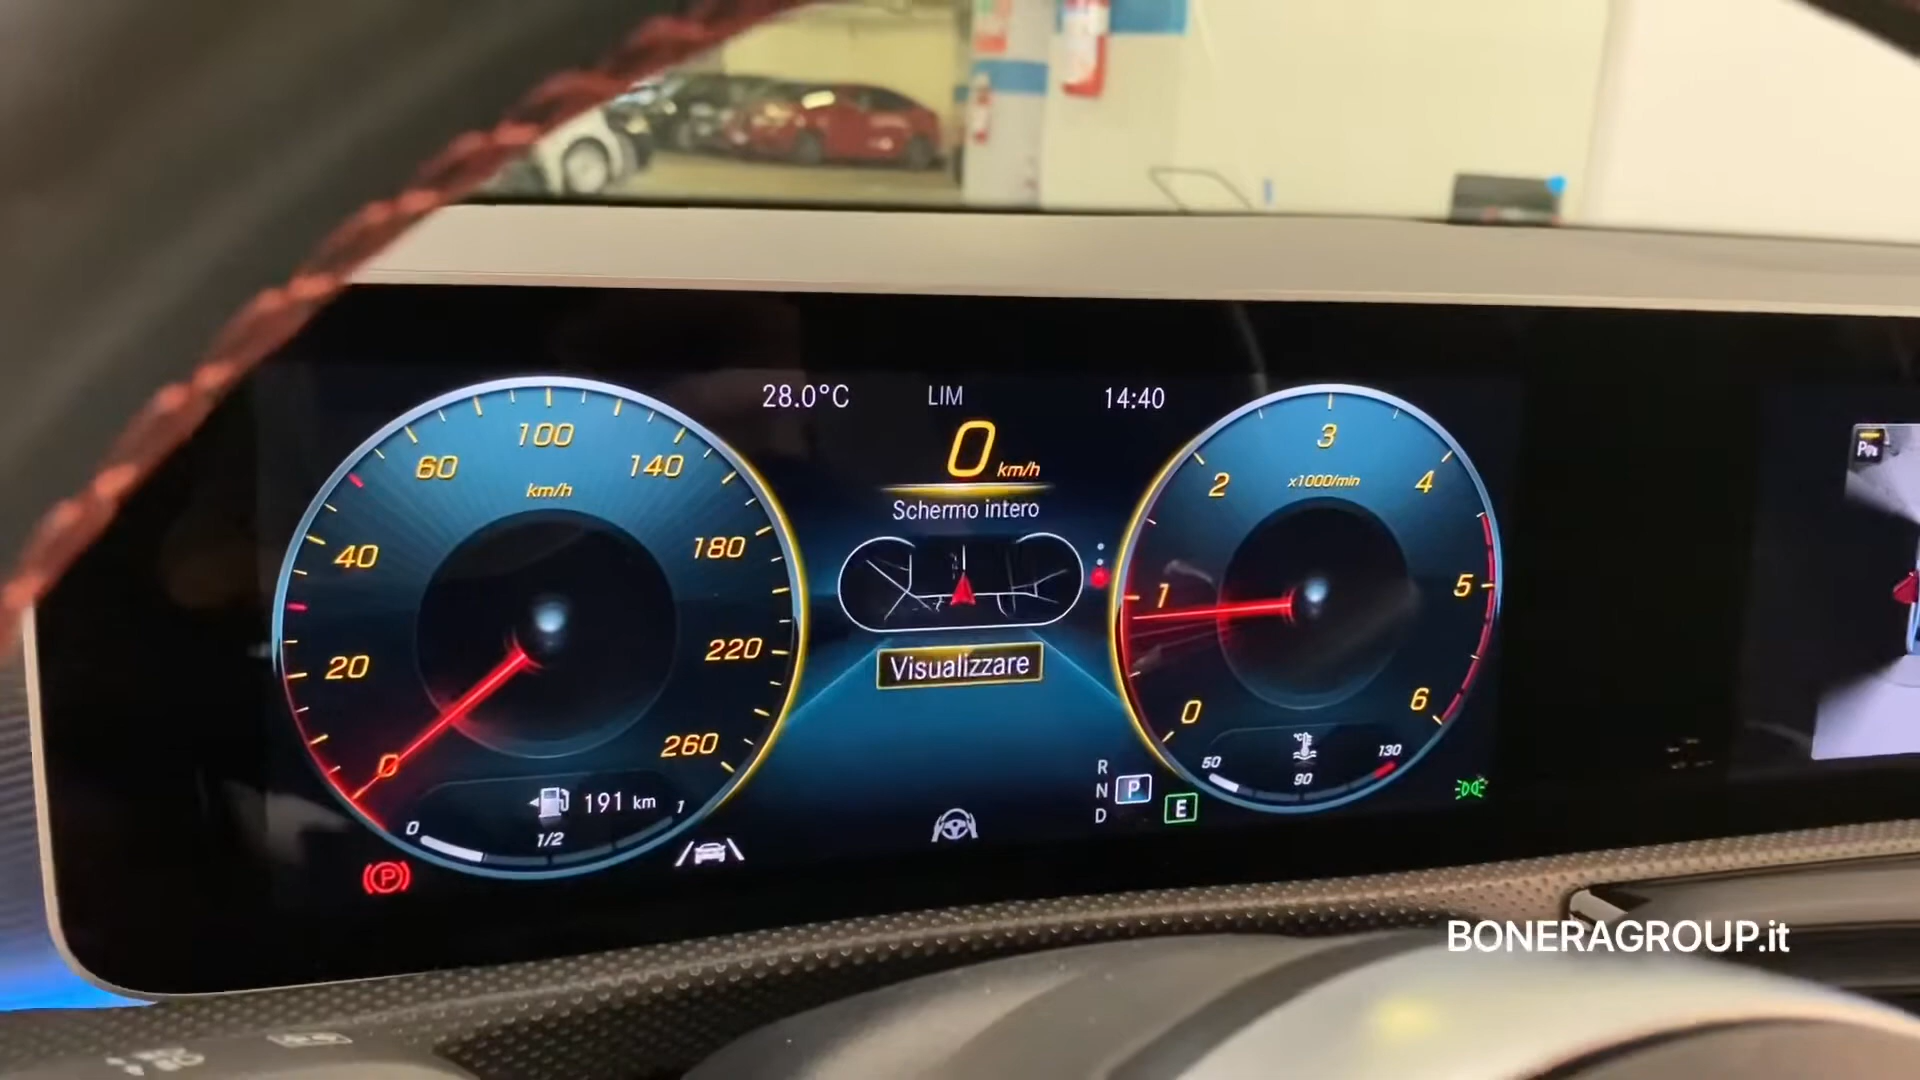 28.0°C
LIM
14:40
0 km/h
Schermo intero
Visualizzare
0
20
40
60
100
140
180
220
260
km/h
191 km
0
1/2
1
P
0
1
2
3
4
5
6
x1000/min
°C
50
90
130
R
N
D
P
E
P
BONERAGROUP.it